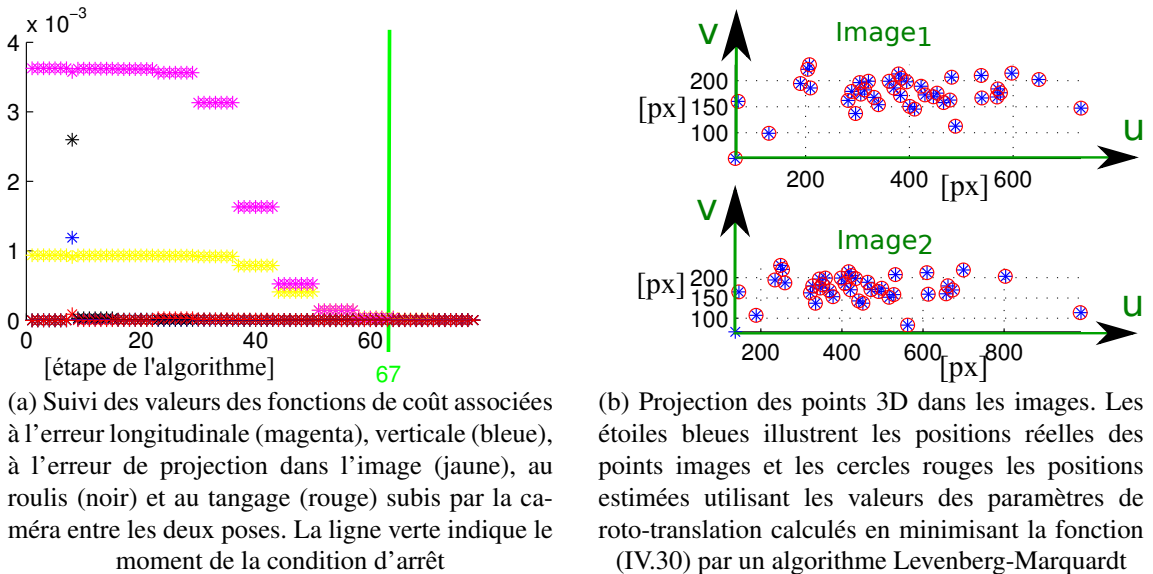 x 10⁻³
4
3
2
1
0
0 20 40 60
[étape de l'algorithme]
67
(a) Suivi des valeurs des fonctions de coût associées
à l'erreur longitudinale (magenta), verticale (bleue),
à l'erreur de projection dans l'image (jaune), au
roulis (noir) et au tangage (rouge) subis par la ca-
méra entre les deux poses. La ligne verte indique le
moment de la condition d'arrêt
v Image1
200
[px] 150
100
u
200 400 [px] 600
v Image2
200
[px] 150
100
u
200 400 600 800
[px]
(b) Projection des points 3D dans les images. Les
étoiles bleues illustrent les positions réelles des
points images et les cercles rouges les positions
estimées utilisant les valeurs des paramètres de
roto-translation calculés en minimisant la fonction
(IV.30) par un algorithme Levenberg-Marquardt